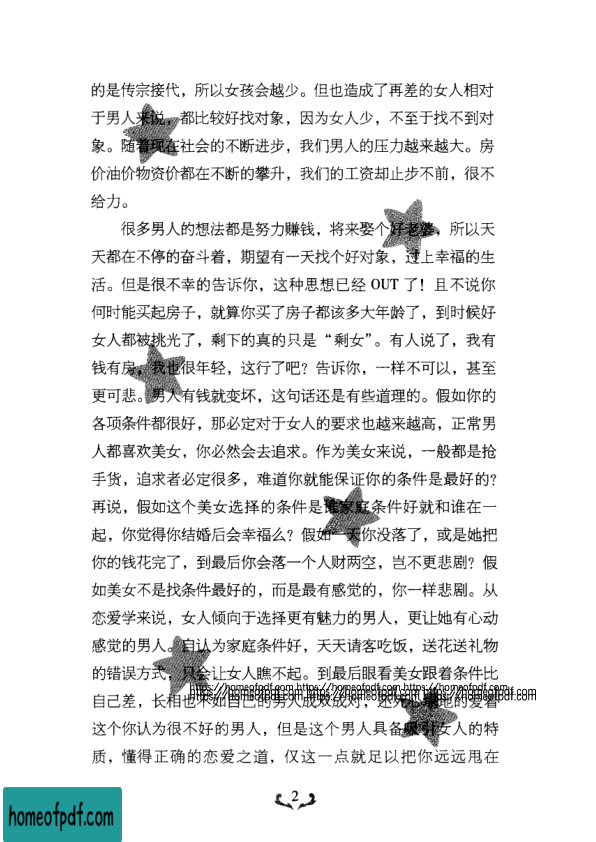 的是传宗接代，所以女孩会越少。但也造成了再差的女人相对
于男人来说，都比较好找对象，因为女人少，不至于找不到对
象。随着现在社会的不断进步，我们男人的压力越来越大。房
价油价物资价都在不断的攀升，我们的工资却止步不前，很不
给力。
很多男人的想法都是努力赚钱，将来娶个好老婆，所以天
天都在不停的奋斗着，期望有一天找个好对象，过上幸福的生
活。但是很不幸的告诉你，这种思想已经 OUT 了！且不说你
何时能买起房子，就算你买了房子都该多大年龄了，到时候好
女人都被挑光了，剩下的真的只是“剩女”。有人说了，我有
钱有房，我也很年轻，这行了吧？告诉你，一样不可以，甚至
更可悲。男人有钱就变坏，这句话还是有些道理的。假如你的
各项条件都很好，那必定对于女人的要求也越来越高，正常男
人都喜欢美女，你必然会去追求。作为美女来说，一般都是抢
手货，追求者必定很多，难道你就能保证你的条件是最好的？
再说，假如这个美女选择的条件是谁家庭条件好就和谁在一
起，你觉得你结婚后会幸福么？假如一天你没落了，或是她把
你的钱花完了，到最后你会落一个人财两空，岂不更悲剧？假
如美女不是找条件最好的，而是最有感觉的，你一样悲剧。从
恋爱学来说，女人倾向于选择更有魅力的男人，更让她有心动
感觉的男人。自认为家庭条件好，天天请客吃饭，送花送礼物
的错误方式，只会让女人瞧不起。到最后眼看美女跟着条件比
https://homeofpdf.com https://homeofpdf.com https://homeofpdf.com
自己差，长相也不如自己的男人成双成对，还死心塌地的爱着
https://homeofpdf.com https://homeofpdf.com https://homeofpdf.com
这个你认为很不好的男人，但是这个男人具备吸引女人的特
质，懂得正确的恋爱之道，仅这一点就足以把你远远甩在
2
homeofpdf.com